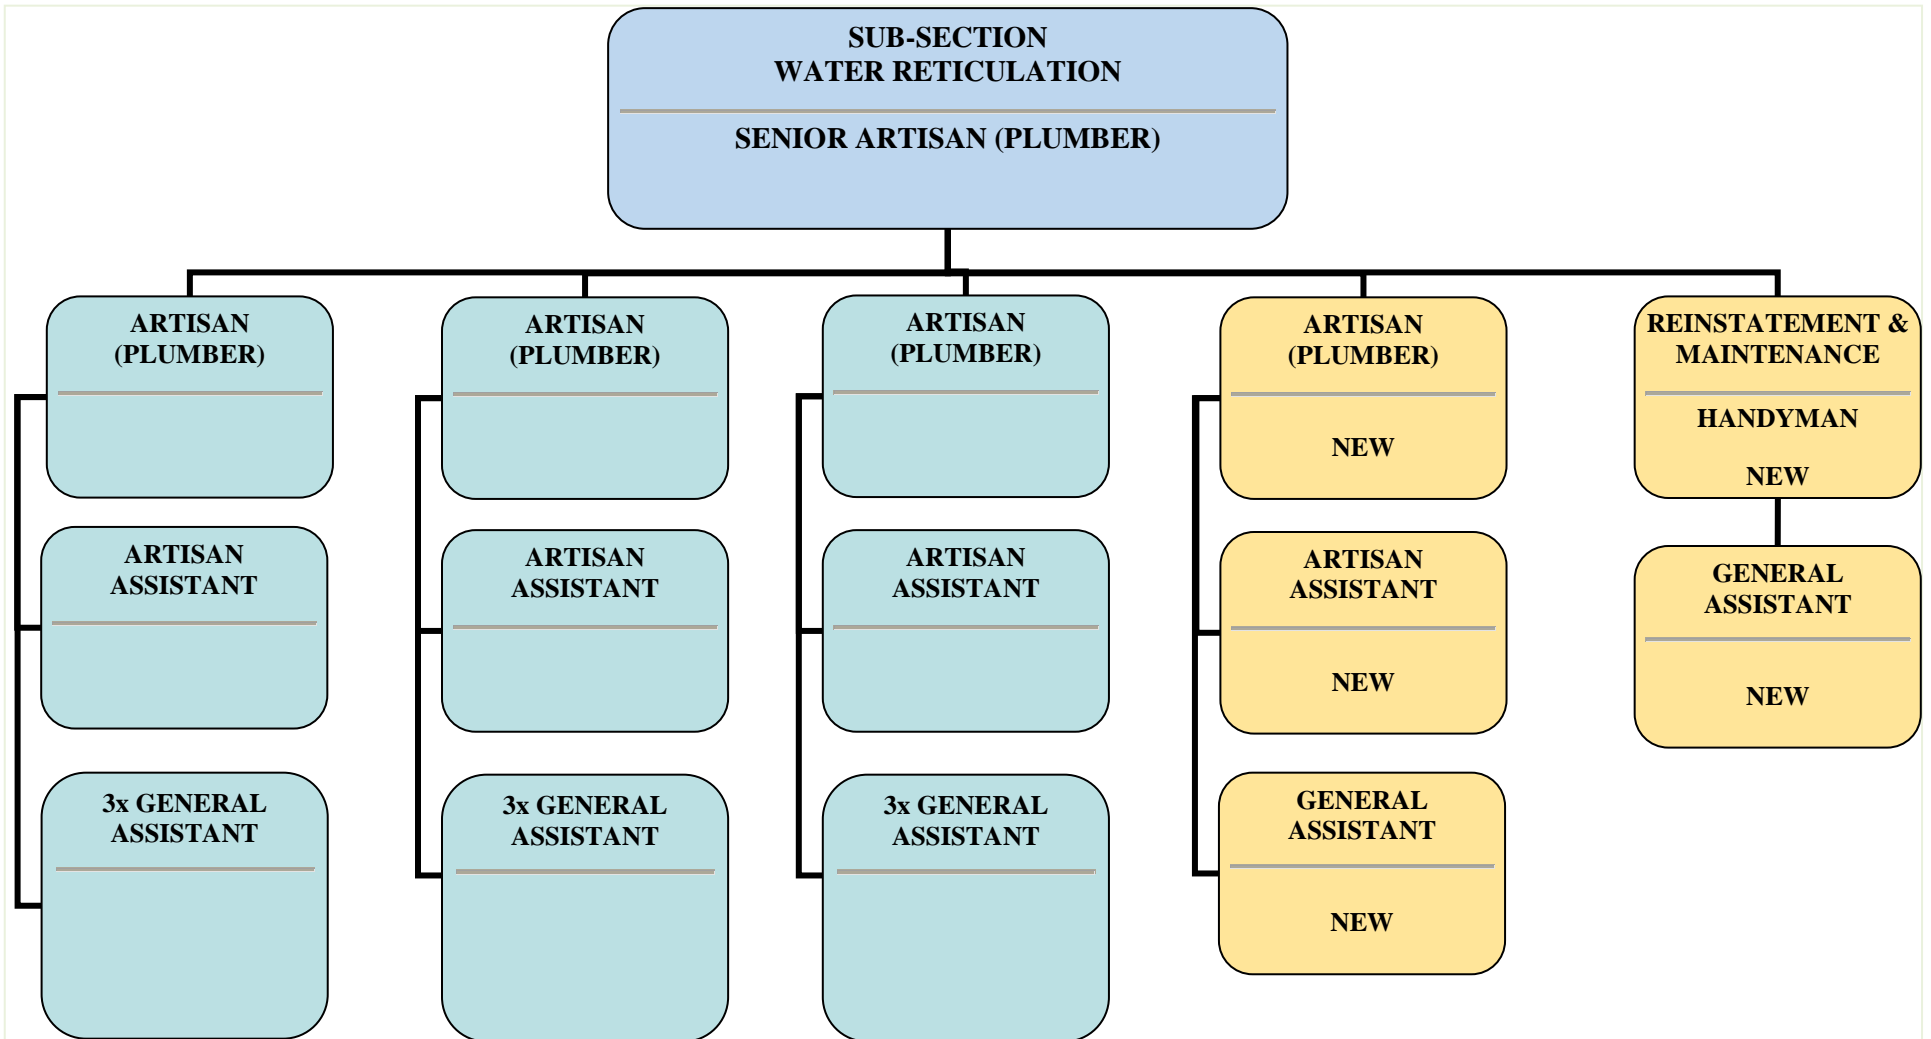 SUB-SECTION
WATER RETICULATION
SENIOR ARTISAN (PLUMBER)
ARTISAN
(PLUMBER)
ARTISAN
ASSISTANT
3x GENERAL
ASSISTANT
ARTISAN
(PLUMBER)
ARTISAN
ASSISTANT
3x GENERAL
ASSISTANT
ARTISAN
(PLUMBER)
ARTISAN
ASSISTANT
3x GENERAL
ASSISTANT
ARTISAN
(PLUMBER)
NEW
ARTISAN
ASSISTANT
NEW
GENERAL
ASSISTANT
NEW
REINSTATEMENT &
MAINTENANCE
HANDYMAN
NEW
GENERAL
ASSISTANT
NEW